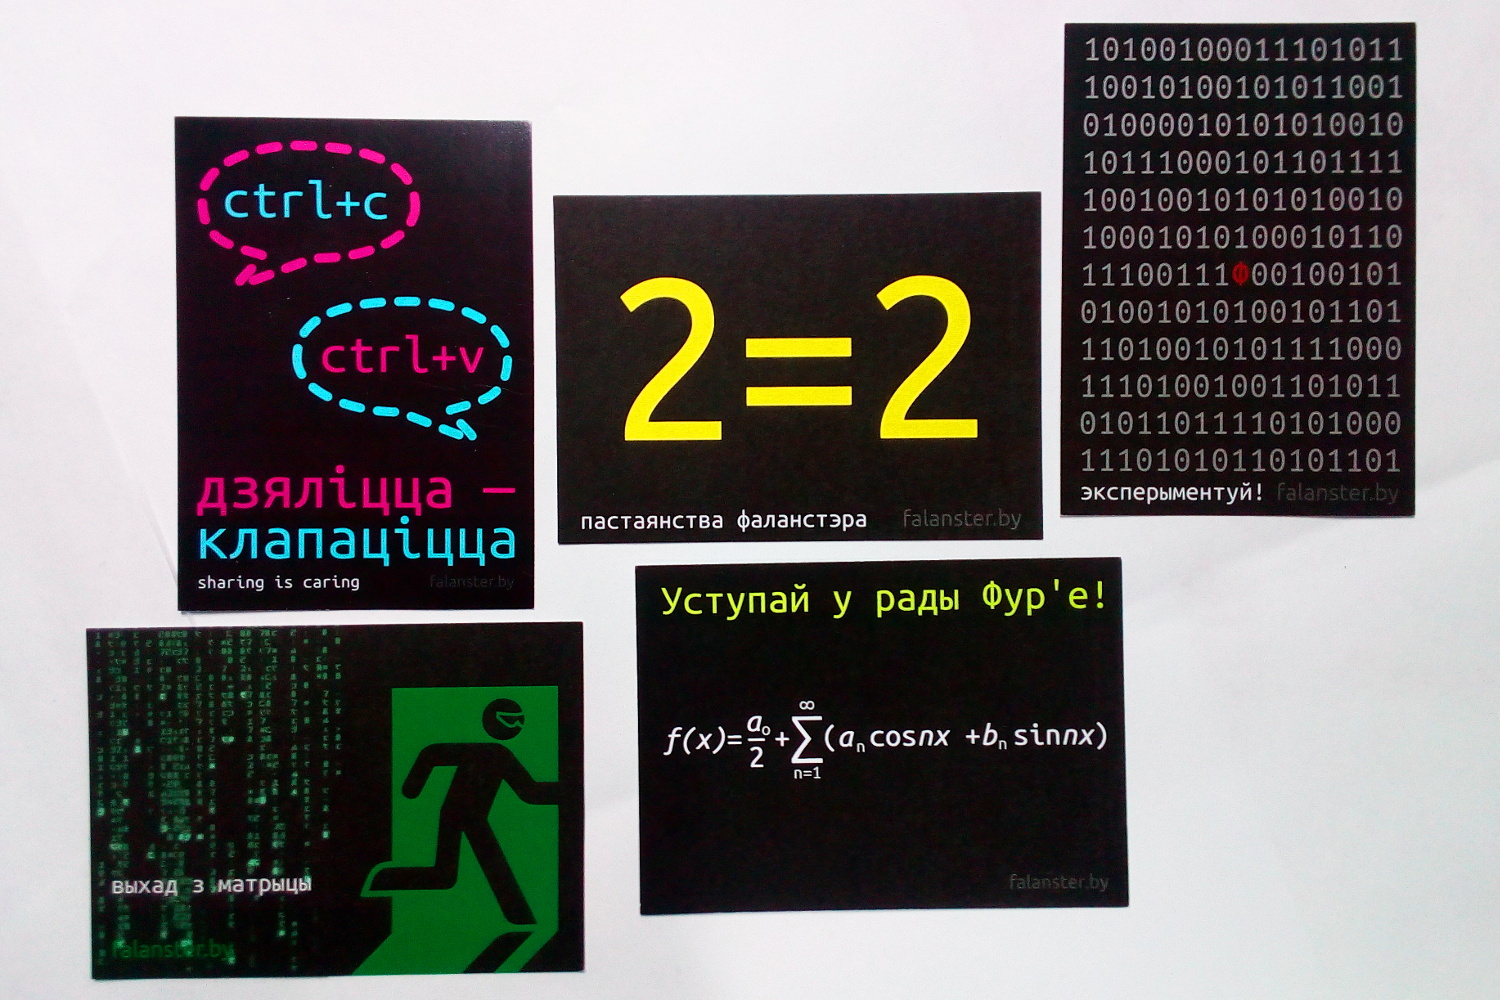 ctrl+c
ctrl+v
дзяліцца —
клапаціцца
sharing is caring
falanster.by
2=2
пастаянства фаланстэра
falanster.by
10100100011101011
10010100101011001
01000010101010010
10111000101101111
10010010101010010
10001010100010110
11100111Ф00100101
01001010100101101
11010010101111000
11101001001101011
01011011110101000
11101010110101101
эксперыментуй! falanster.by
выхад з матрыцы
falanster.by
Уступай у рады Фур'е!
f(x)=a₀/2+∑(aₙcosnx +bₙsinnx)
∞
n=1
falanster.by